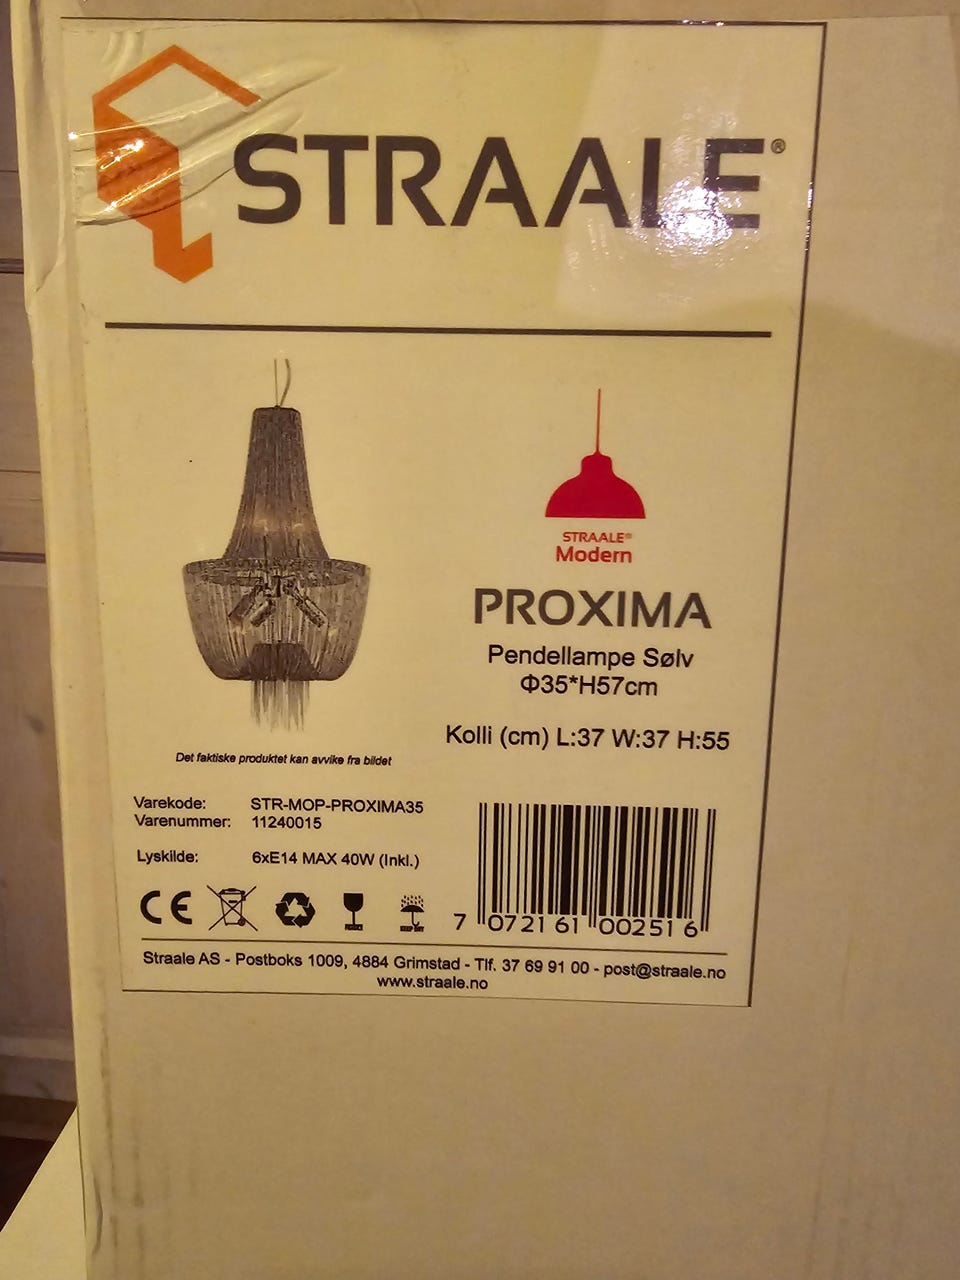 STRAALE®
STRAALE®
Modern
PROXIMA
Pendellampe Sølv
Φ35*H57cm
Kolli (cm) L:37 W:37 H:55
Det faktiske produktet kan avvike fra bildet
Varekode: STR-MOP-PROXIMA35
Varenummer: 11240015
Lyskilde: 6xE14 MAX 40W (Inkl.)
CE
KEEP DRY
7 072161 002516
Straale AS - Postboks 1009, 4884 Grimstad - Tlf. 37 69 91 00 - post@straale.no
www.straale.no